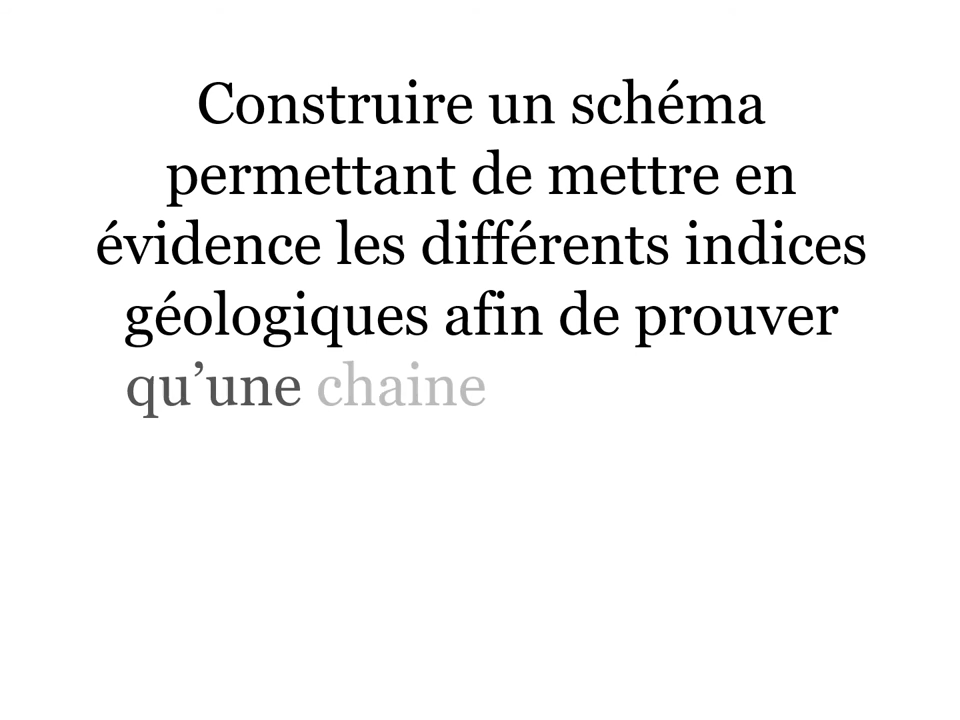 Construire un schéma
permettant de mettre en
évidence les différents indices
géologiques afin de prouver
qu’une chaine